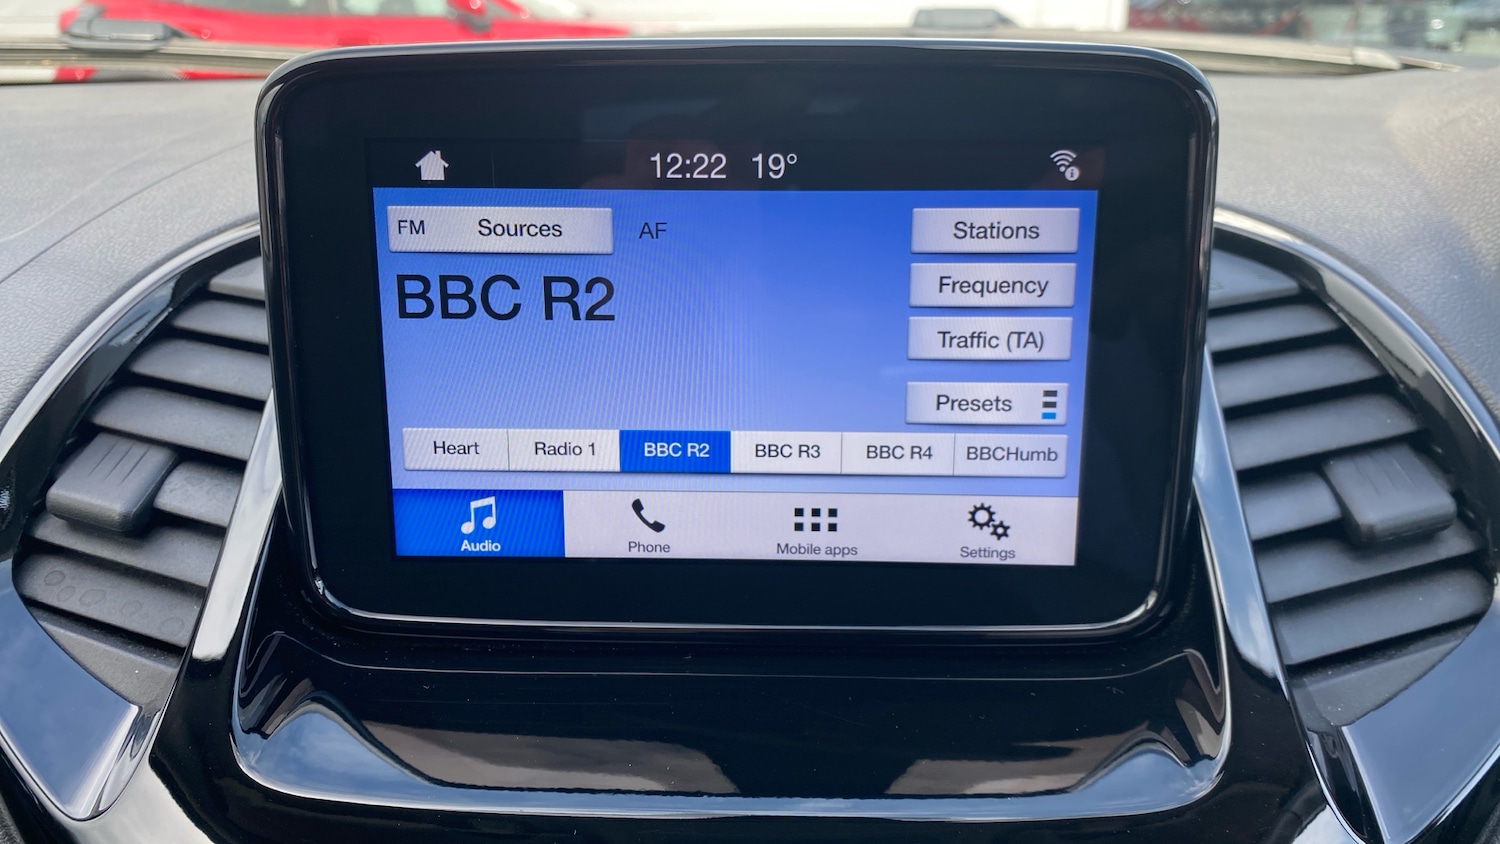 12:22 19°
FM Sources AF Stations
BBC R2
Frequency
Traffic (TA)
Presets
Heart Radio 1 BBC R2 BBC R3 BBC R4 BBCHumb
Audio Phone Mobile apps Settings